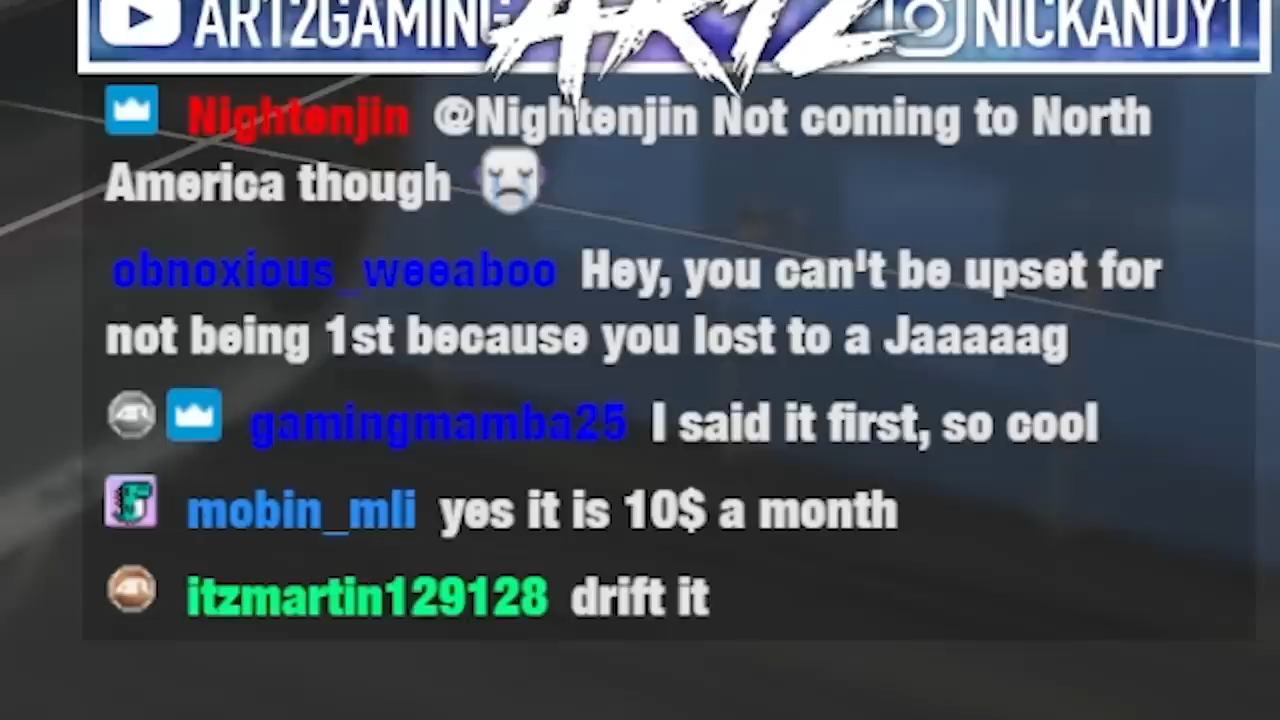 AR12GAMING AR12 NICKANDY1
Nightenjin @Nightenjin Not coming to North
America though
obnoxious_weeaboo Hey, you can't be upset for
not being 1st because you lost to a Jaaaaag
gamingmamba25 I said it first, so cool
mobin_mli yes it is 10$ a month
itzmartin129128 drift it